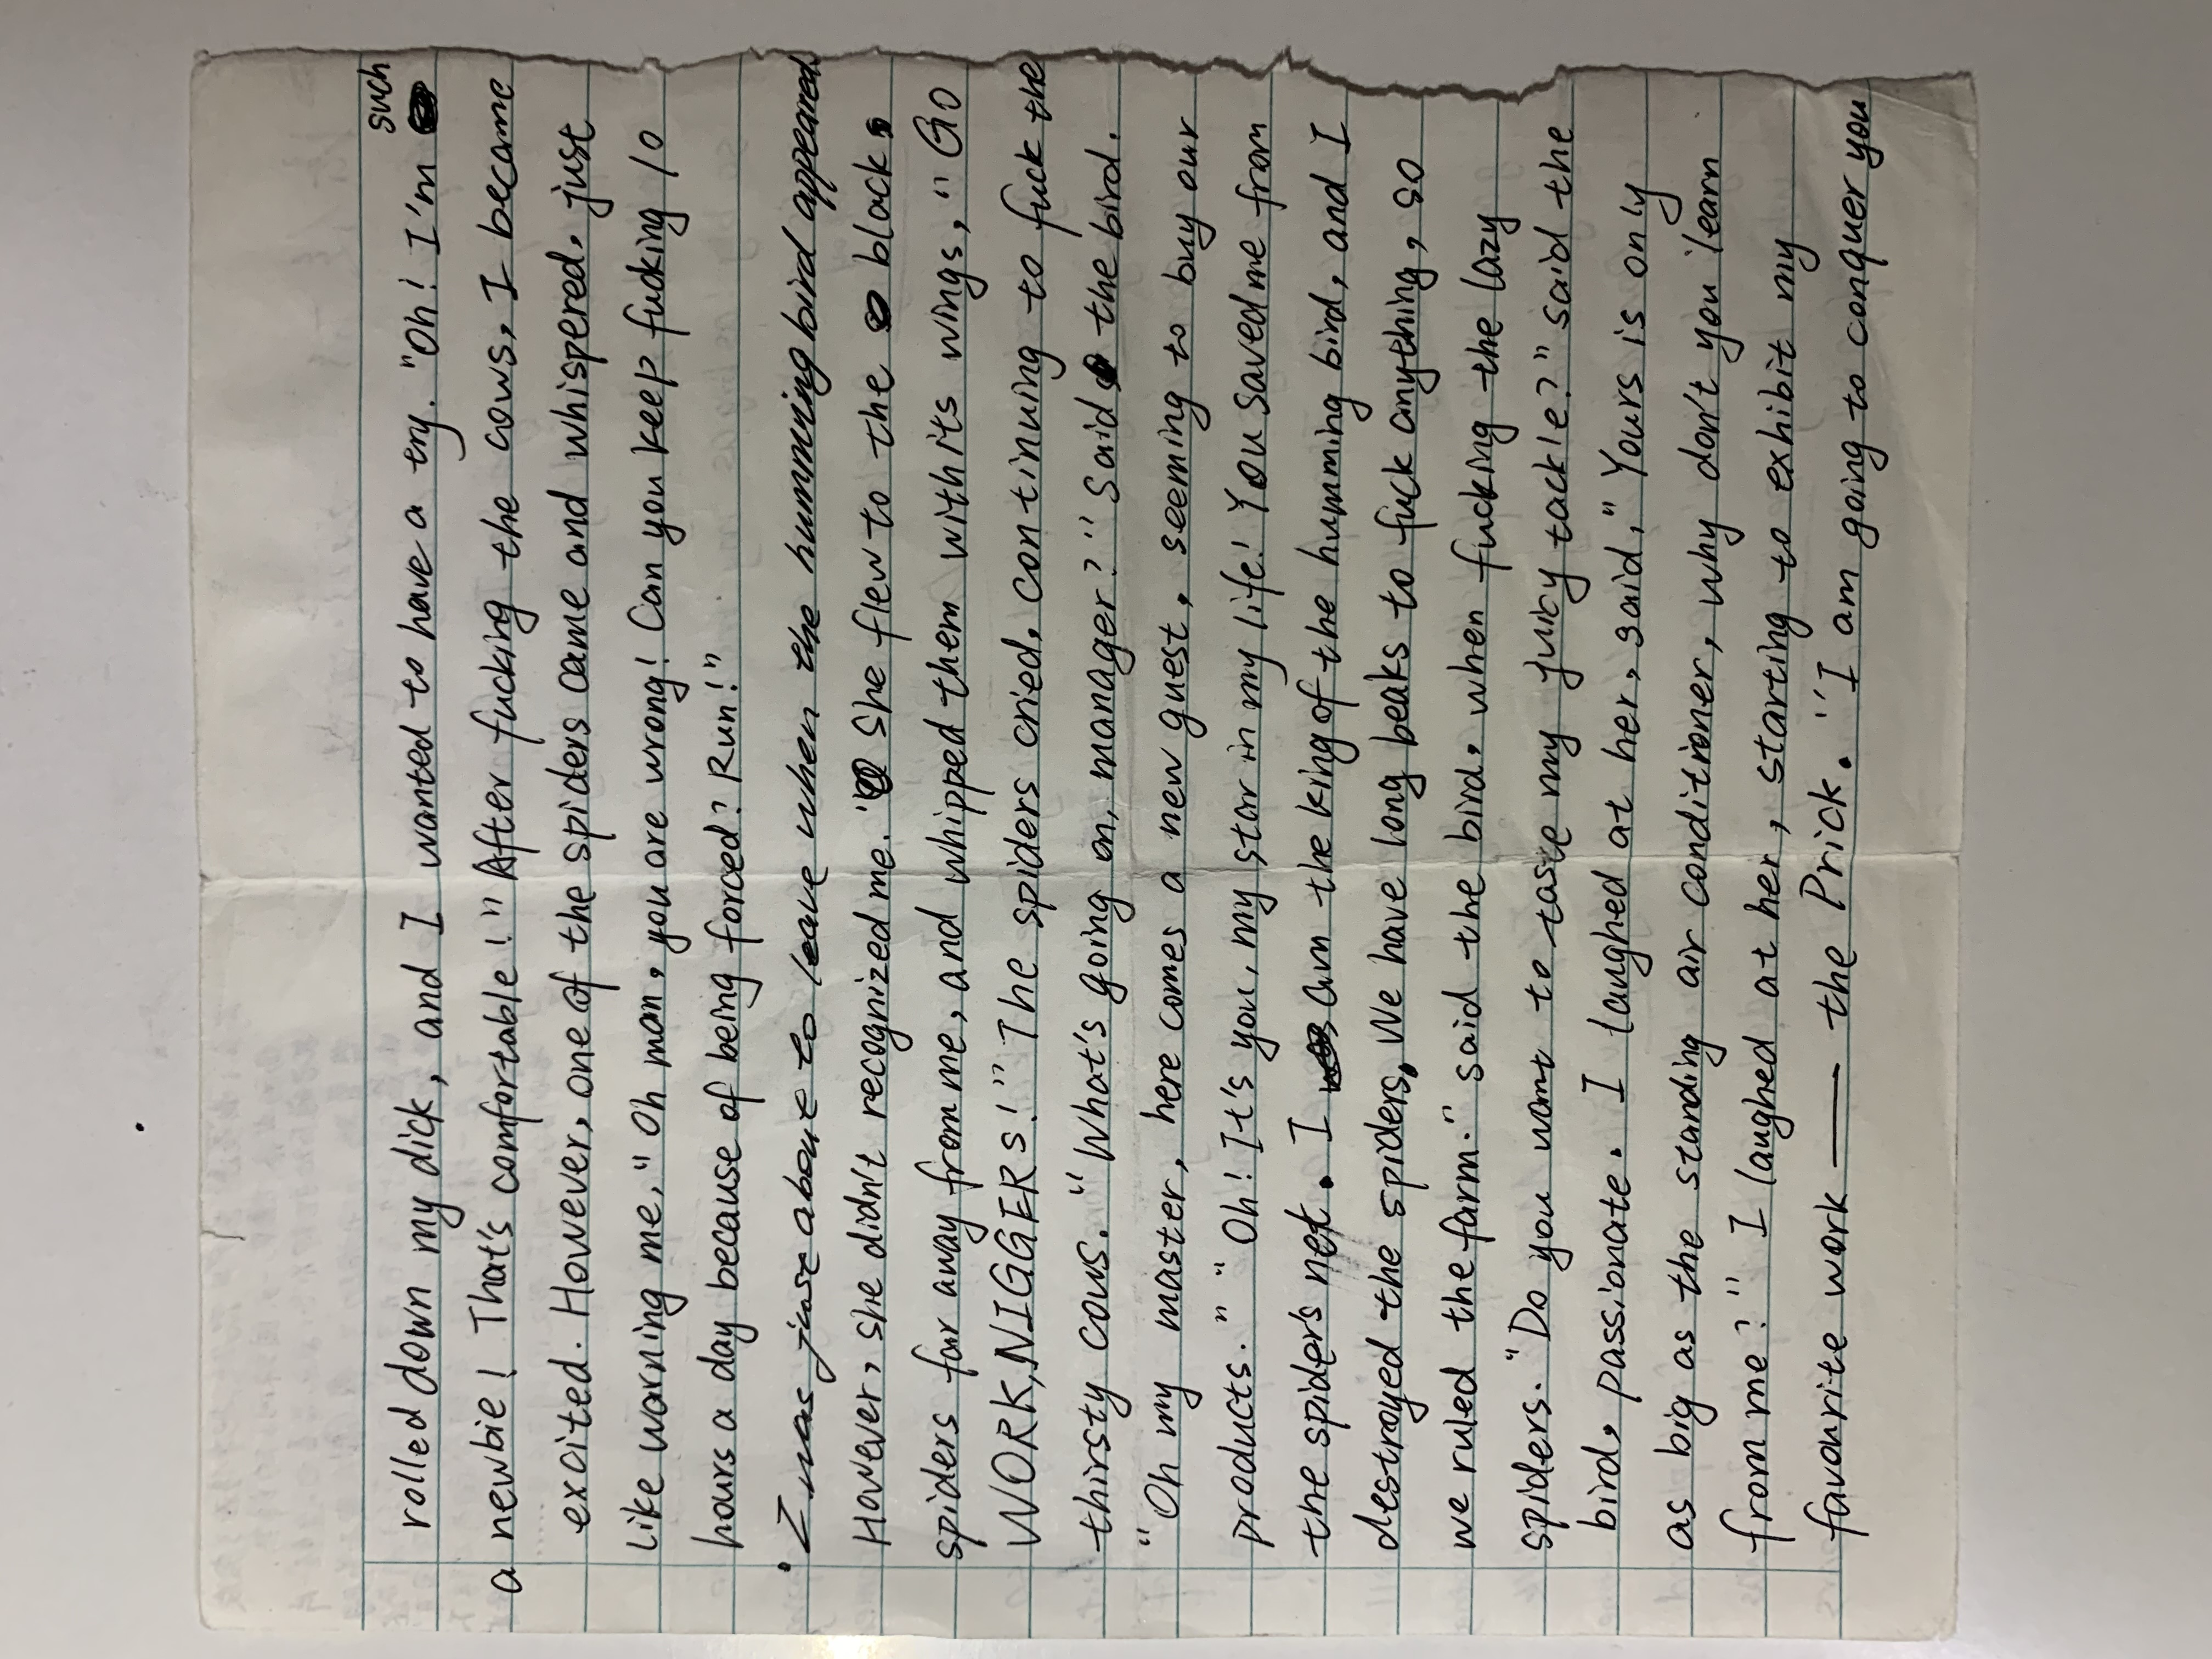 such
rolled down my dick, and I wanted to have a try. "Oh! I'm
a newbie! That's comfortable!" After fucking the cows, I became
excited. However, one of the spiders came and whispered, just
like warning me, "Oh man, you are wrong! Can you keep fucking 10
hours a day because of being forced? Run!"
I was just about to leave when the humming bird appeared.
However, she didn't recognized me. She flew to the black
spiders far away from me, and whipped them with its wings, "GO
WORK, NIGGERS!" The spiders cried, continuing to fuck the
thirsty cows. "What's going on, manager?" Said the bird.
"Oh my master, here comes a new guest, seeming to buy our
products." "Oh! It's you, my star in my life! You saved me from
the spider's net. I am the king of the humming bird, and I
destroyed the spiders, We have long beaks to fuck anything, so
we ruled the farm." said the bird, when fucking the lazy
spiders. "Do you want to taste my juicy tackle?" said the
bird, passionate. I laughed at her, said, "Yours is only
as big as the standing air conditioner, why don't you learn
from me?" I laughed at her, starting to exhibit my
favourite work — the Prick. "I am going to conquer you